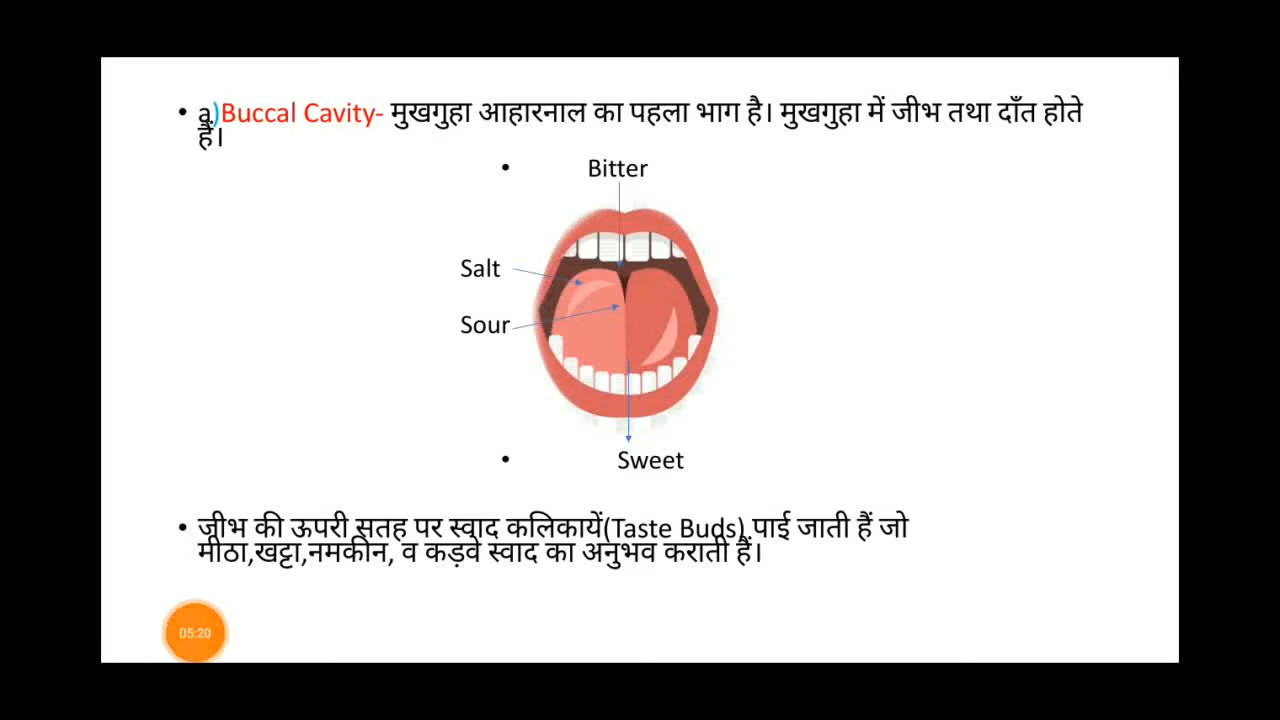 • a)Buccal Cavity- मुखगुहा आहारनाल का पहला भाग है। मुखगुहा में जीभ तथा दाँत होते
हैं।
• Bitter
Salt
Sour
• Sweet
• जीभ की ऊपरी सतह पर स्वाद कलिकायें(Taste Buds) पाई जाती हैं जो
मीठा,खट्टा,नमकीन, व कड़वे स्वाद का अनुभव कराती हैं।
05:20